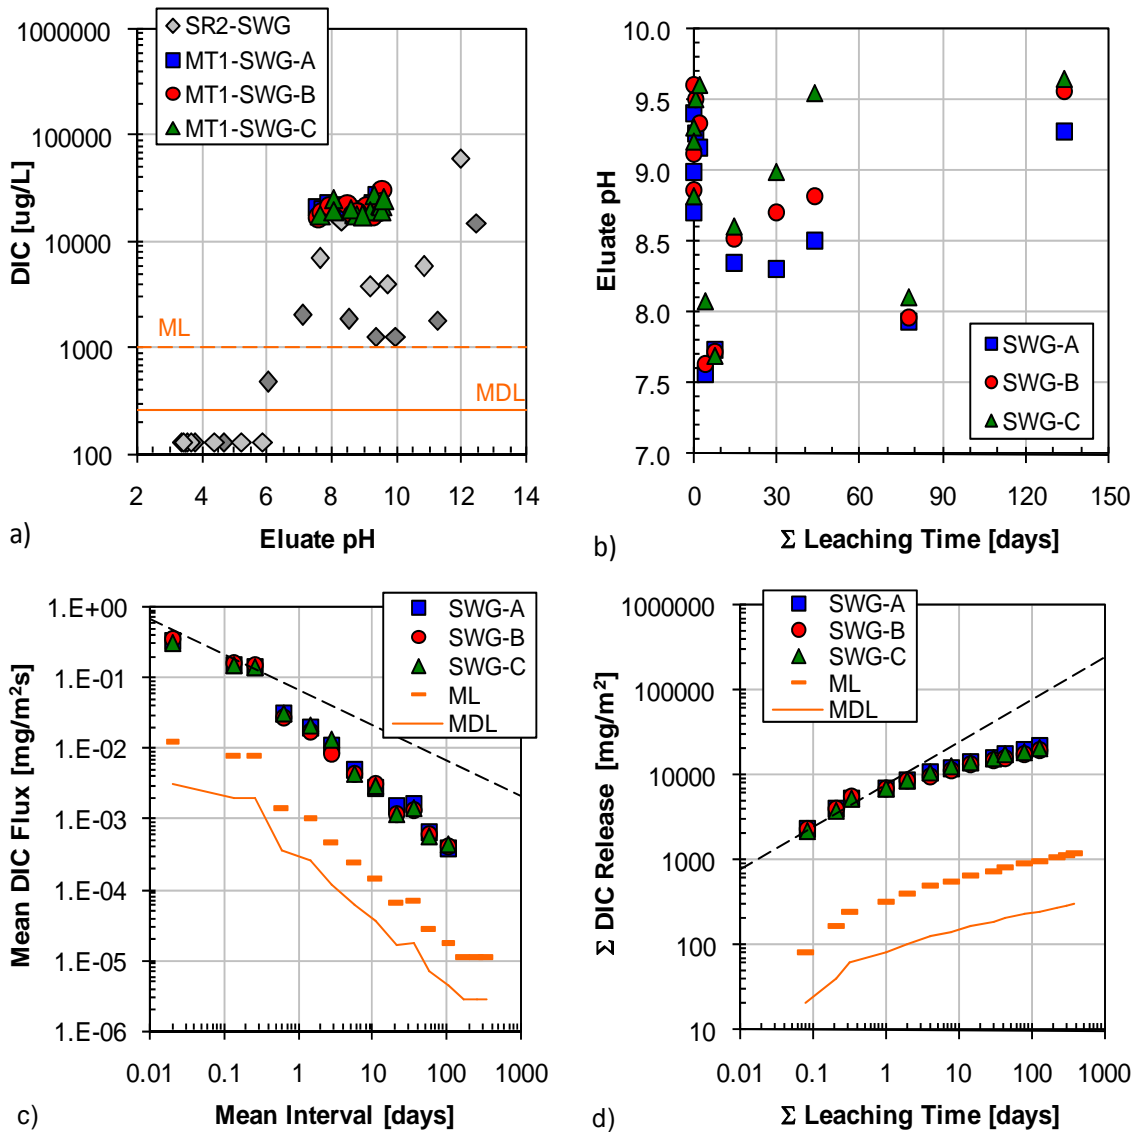 SR2-SWG
MT1-SWG-A
MT1-SWG-B
MT1-SWG-C
1000000
100000
10000
1000
100
DIC [ug/L]
ML
MDL
2 4 6 8 10 12 14
Eluate pH
a)
10.0
9.5
9.0
8.5
8.0
7.5
7.0
Eluate pH
SWG-A
SWG-B
SWG-C
0 30 60 90 120 150
Σ Leaching Time [days]
b)
1.E+00
1.E-01
1.E-02
1.E-03
1.E-04
1.E-05
1.E-06
Mean DIC Flux [mg/m²s]
SWG-A
SWG-B
SWG-C
ML
MDL
0.01 0.1 1 10 100 1000
Mean Interval [days]
c)
1000000
100000
10000
1000
100
10
Σ DIC Release [mg/m²]
SWG-A
SWG-B
SWG-C
ML
MDL
0.01 0.1 1 10 100 1000
Σ Leaching Time [days]
d)